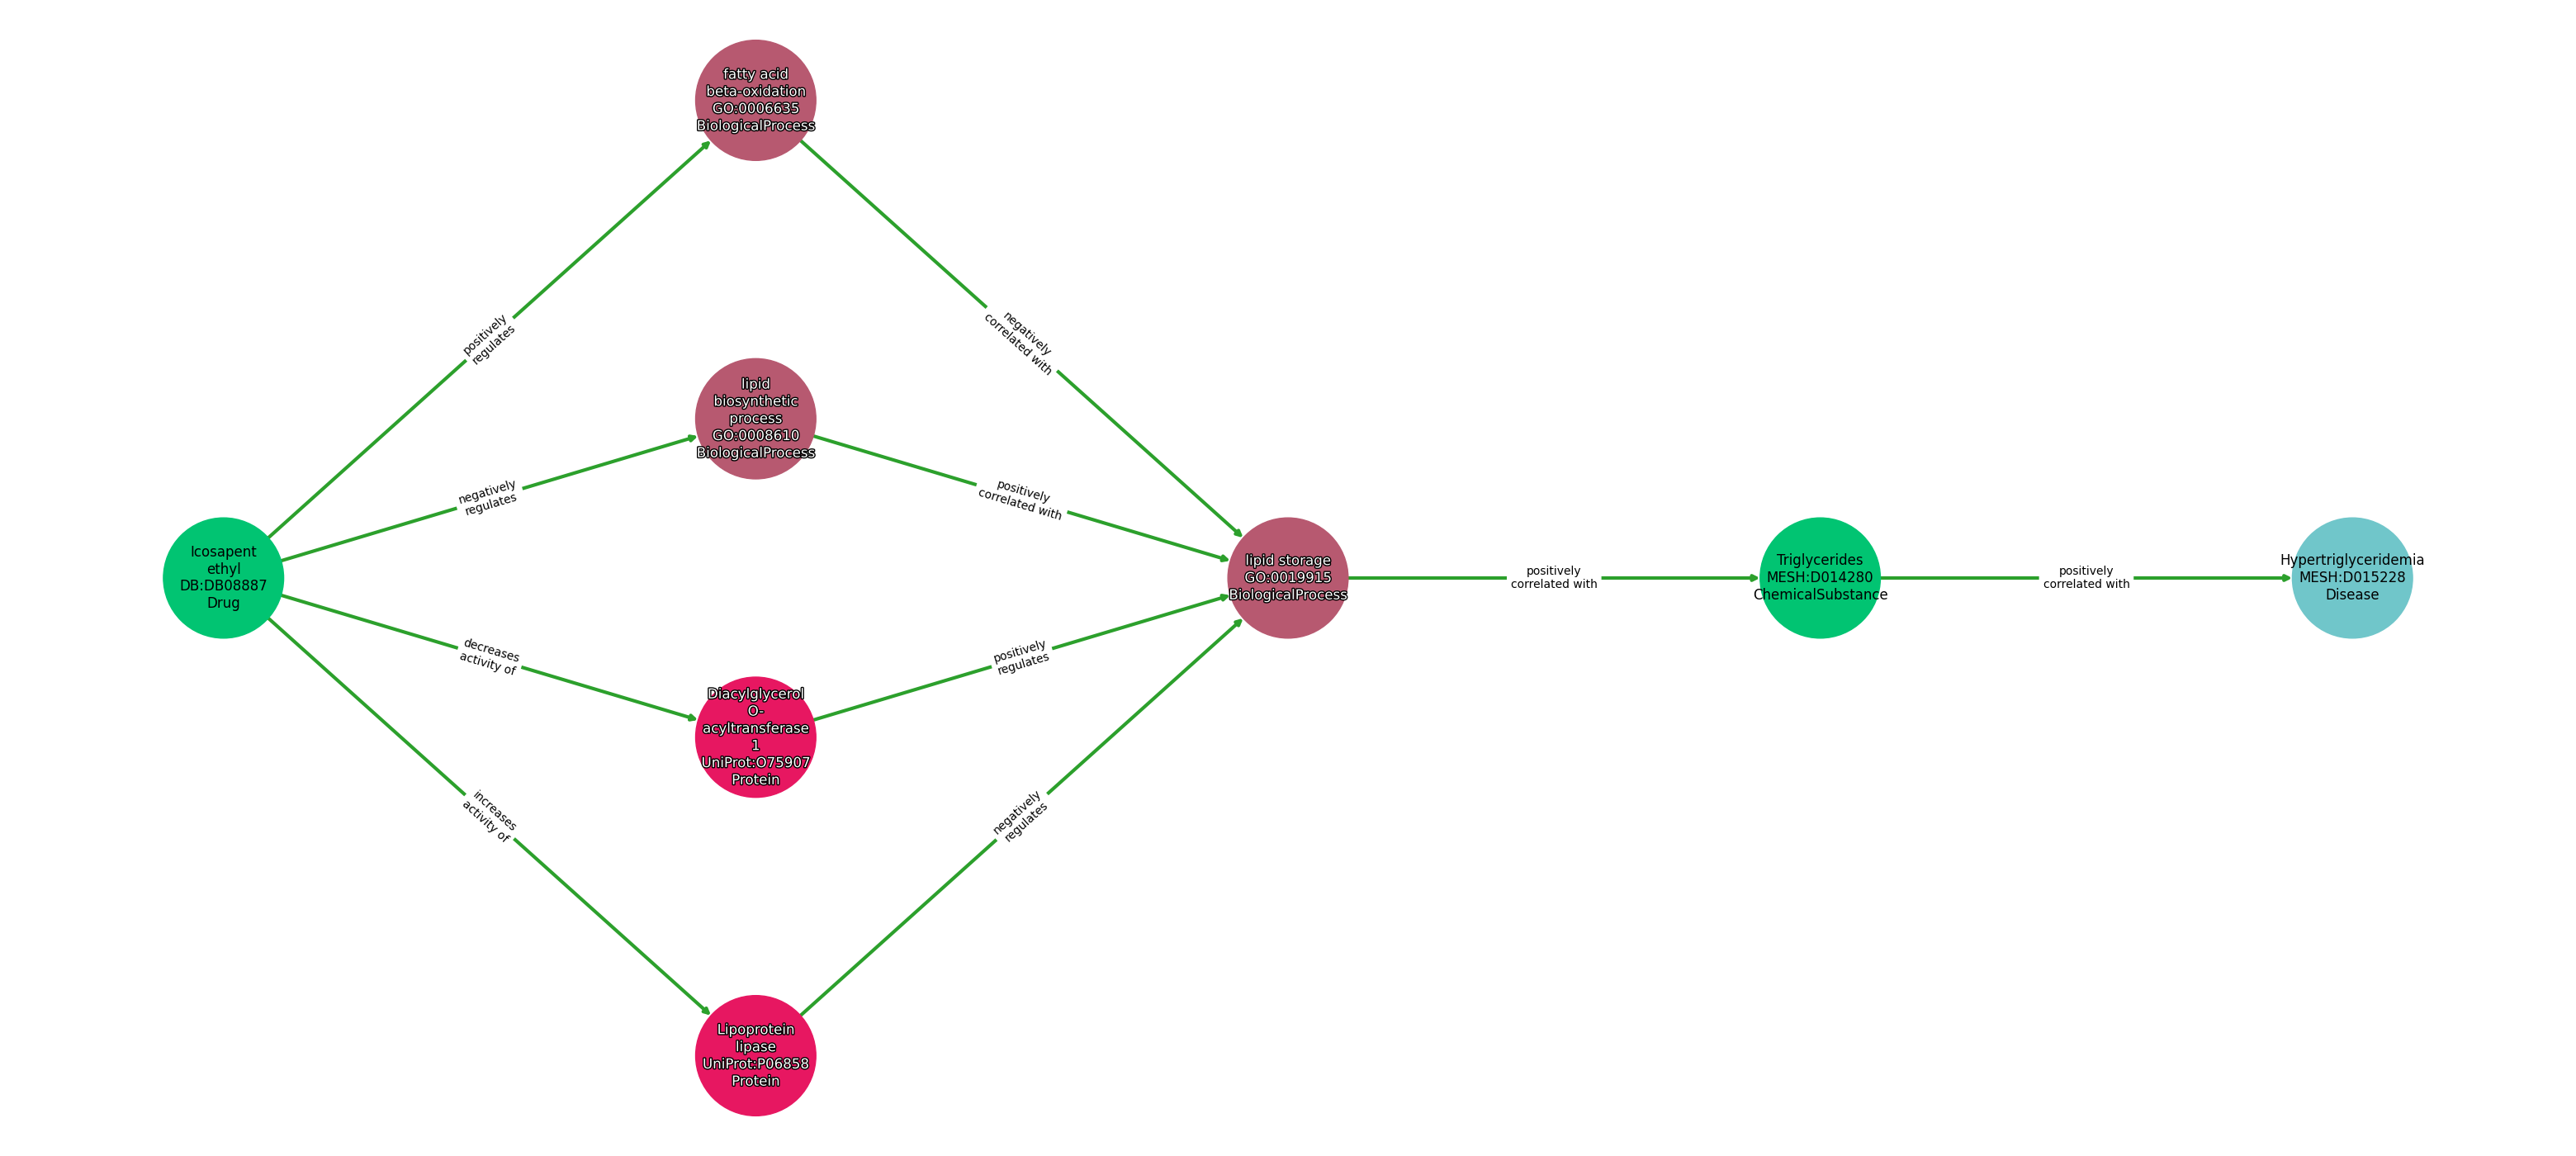 fatty acid
beta-oxidation
GO:0006635
BiologicalProcess
positively
regulates
negatively
correlated with
lipid
biosynthetic
process
GO:0008610
BiologicalProcess
negatively
regulates
positively
correlated with
Icosapent
ethyl
DB:DB08887
Drug
lipid storage
GO:0019915
BiologicalProcess
positively
correlated with
Triglycerides
MESH:D014280
ChemicalSubstance
positively
correlated with
Hypertriglyceridemia
MESH:D015228
Disease
decreases
activity of
positively
regulates
Diacylglycerol
O-
acyltransferase
1
UniProt:O75907
Protein
increases
activity of
negatively
regulates
Lipoprotein
lipase
UniProt:P06858
Protein